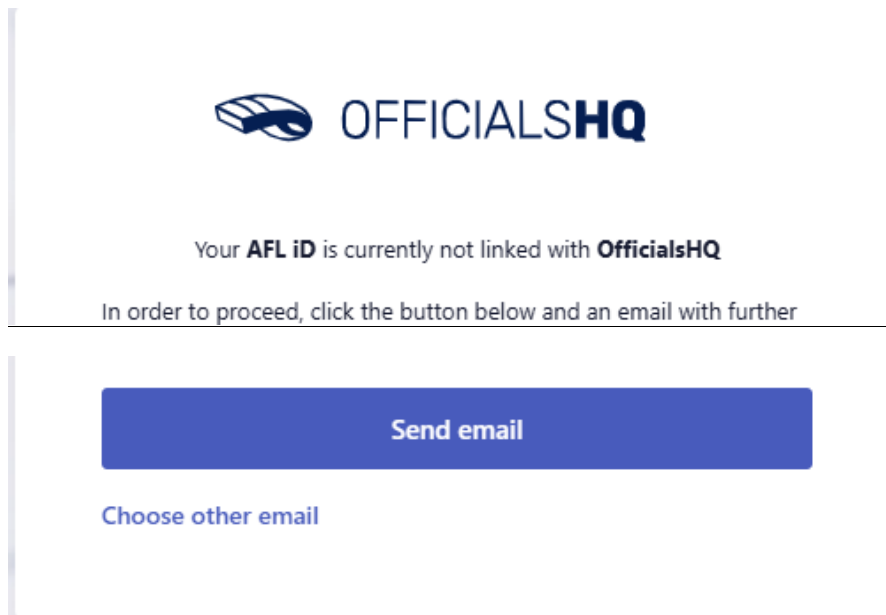 OFFICIALSHQ
Your AFL iD is currently not linked with OfficialsHQ
In order to proceed, click the button below and an email with further
Send email
Choose other email